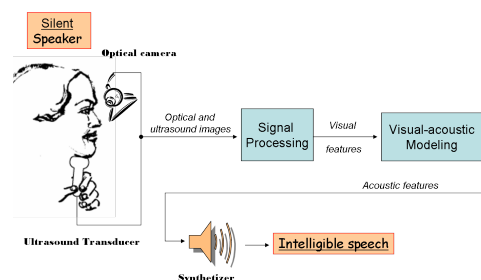 Silent
Speaker
Optical camera
Optical and
ultrasound images
Signal
Processing
Visual
features
Visual-acoustic
Modeling
Acoustic features
Ultrasound Transducer
Intelligible speech
Synthetizer